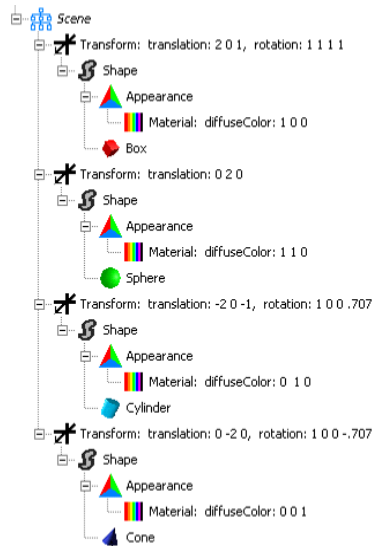 Scene
Transform: translation: 2 0 1, rotation: 1 1 1 1
Shape
Appearance
Material: diffuseColor: 1 0 0
Box
Transform: translation: 0 2 0
Shape
Appearance
Material: diffuseColor: 1 1 0
Sphere
Transform: translation: -2 0 -1, rotation: 1 0 0 .707
Shape
Appearance
Material: diffuseColor: 0 1 0
Cylinder
Transform: translation: 0 -2 0, rotation: 1 0 0 -.707
Shape
Appearance
Material: diffuseColor: 0 0 1
Cone